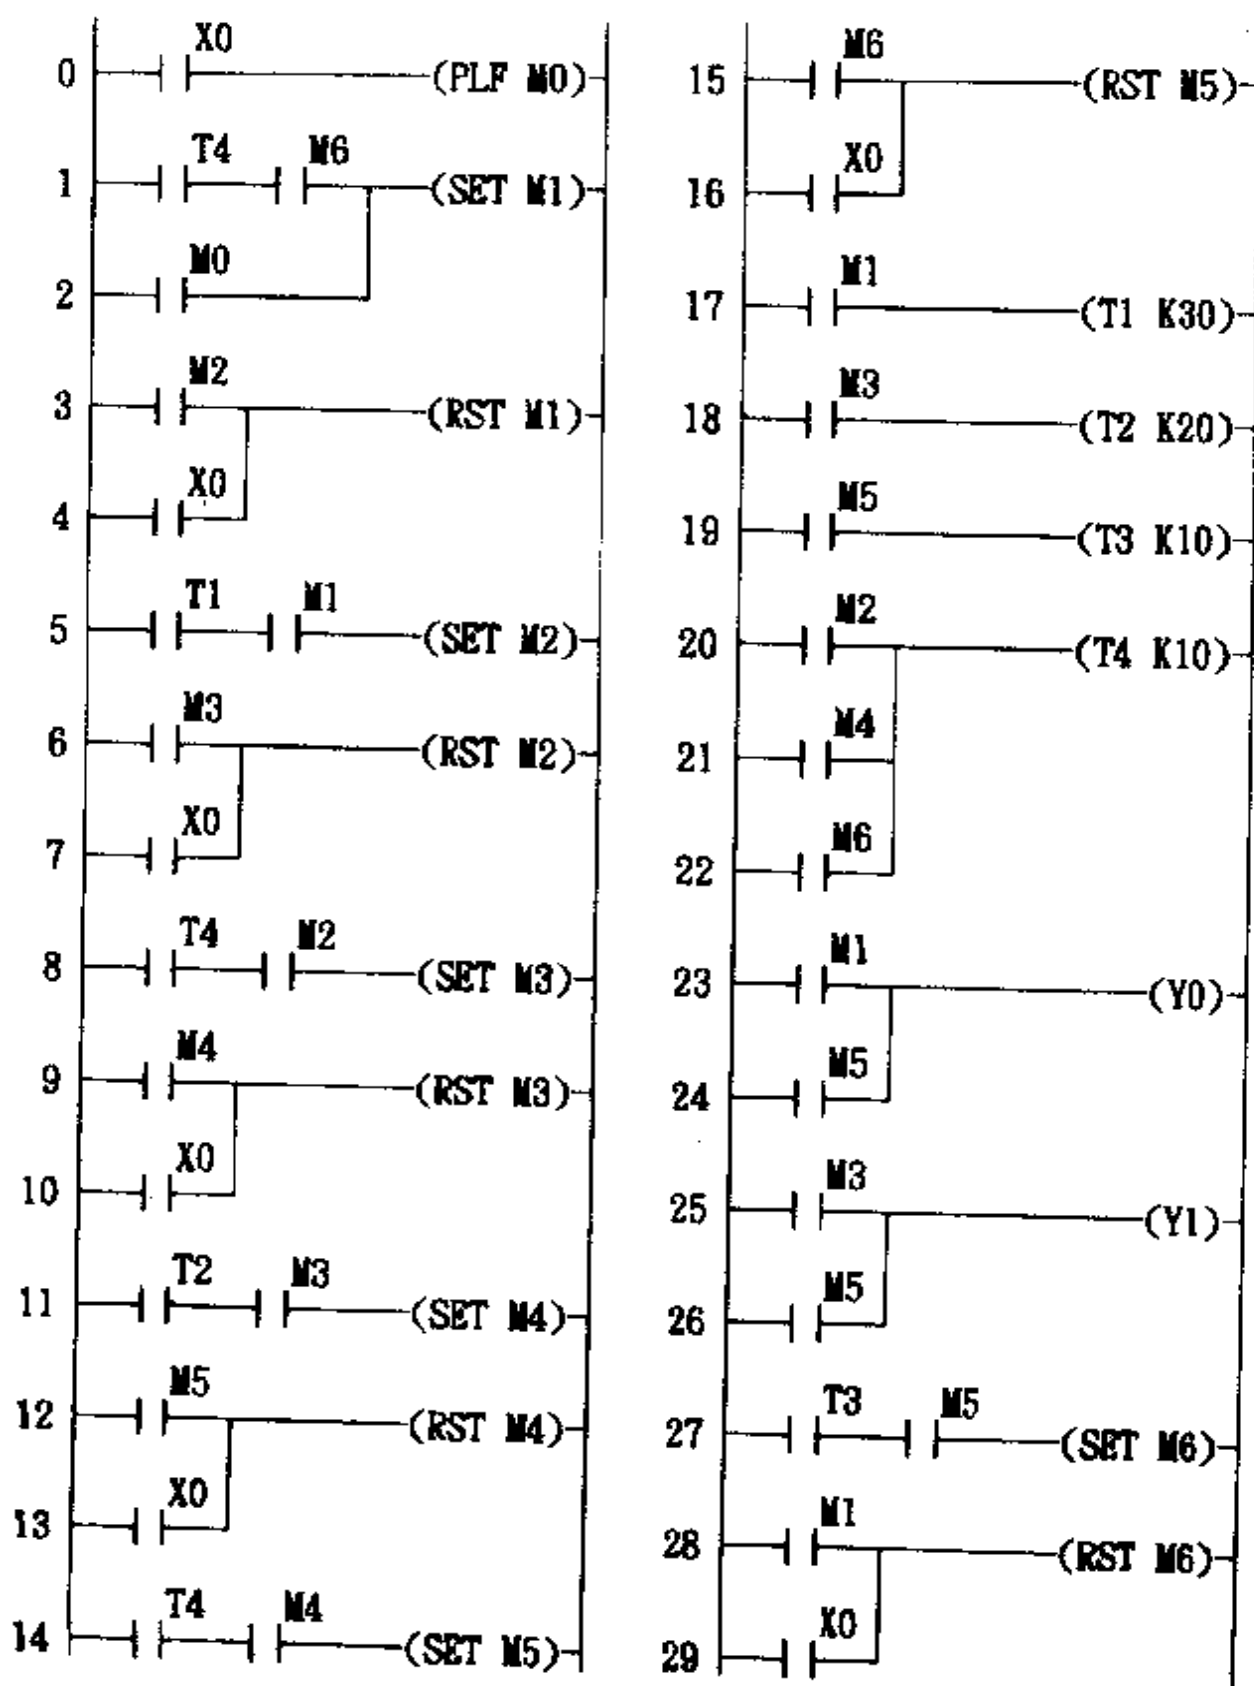 X0
0 (PLF M0)
T4 M6
1 (SET M1)
M0
2
M2
3 (RST M1)
X0
4
T1 M1
5 (SET M2)
M3
6 (RST M2)
X0
7
T4 M2
8 (SET M3)
M4
9 (RST M3)
X0
10
T2 M3
11 (SET M4)
M5
12 (RST M4)
X0
13
T4 M4
14 (SET M5)
M6
15 (RST M5)
X0
16
M1
17 (T1 K30)
M3
18 (T2 K20)
M5
19 (T3 K10)
M2
20 (T4 K10)
M4
21
M6
22
M1
23 (Y0)
M5
24
M3
25 (Y1)
M5
26
T3 M5
27 (SET M6)
M1
28 (RST M6)
X0
29